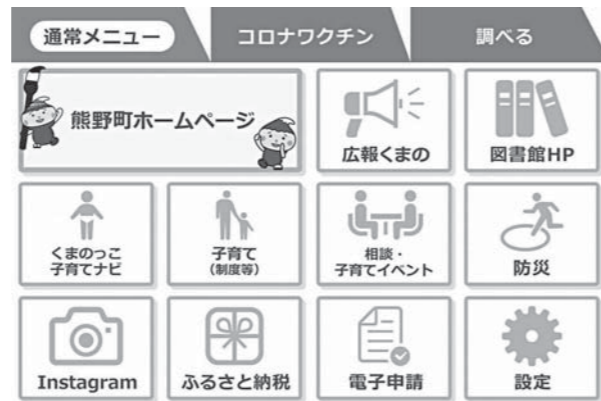 通常メニュー
コロナワクチン
調べる
熊野町ホームページ
広報くまの
図書館HP
くまのっこ
子育てナビ
子育て
(制度等)
相談・
子育てイベント
防災
Instagram
ふるさと納税
電子申請
設定